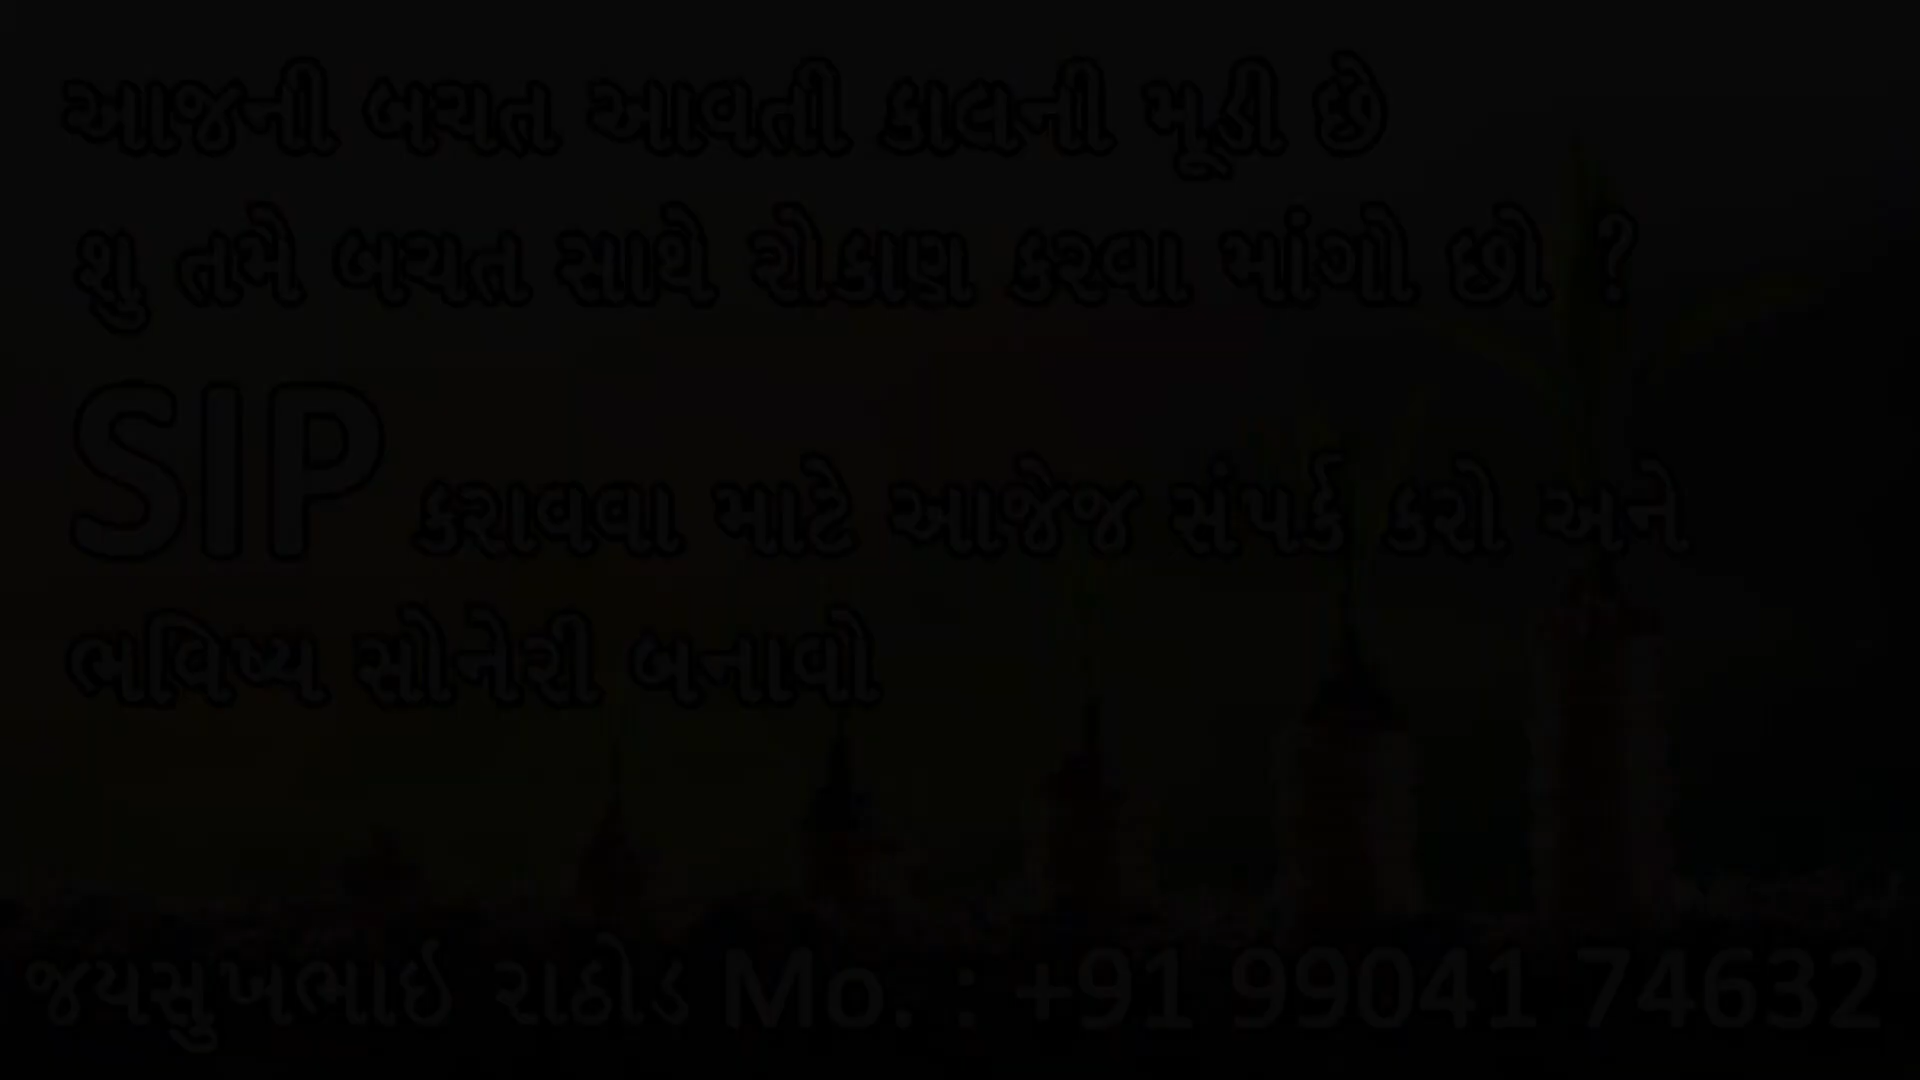 આજની બચત આવતી કાલની મૂડી છે
શુ તમે બચત સાથે રોકાણ કરવા માંગો છો ?
SIP કરાવવા માટે આજેજ સંપર્ક કરો અને
ભવિષ્ય સોનેરી બનાવો
જયસુખભાઇ રાઠોડ Mo. : +91 99041 74632